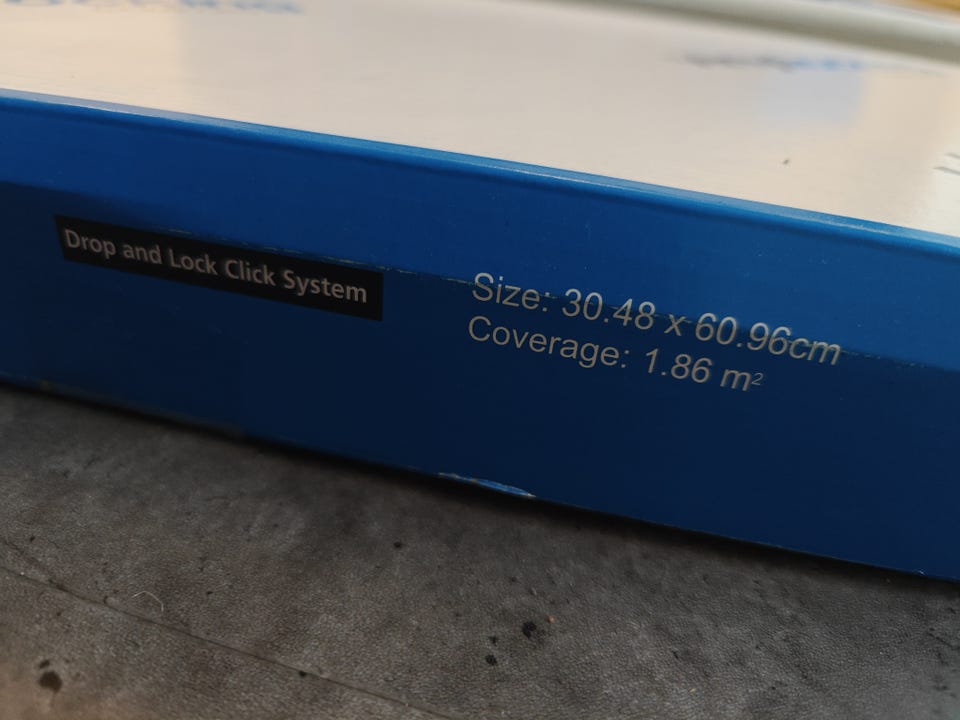 Drop and Lock Click System
Size: 30.48 x 60.96cm
Coverage: 1.86 m²